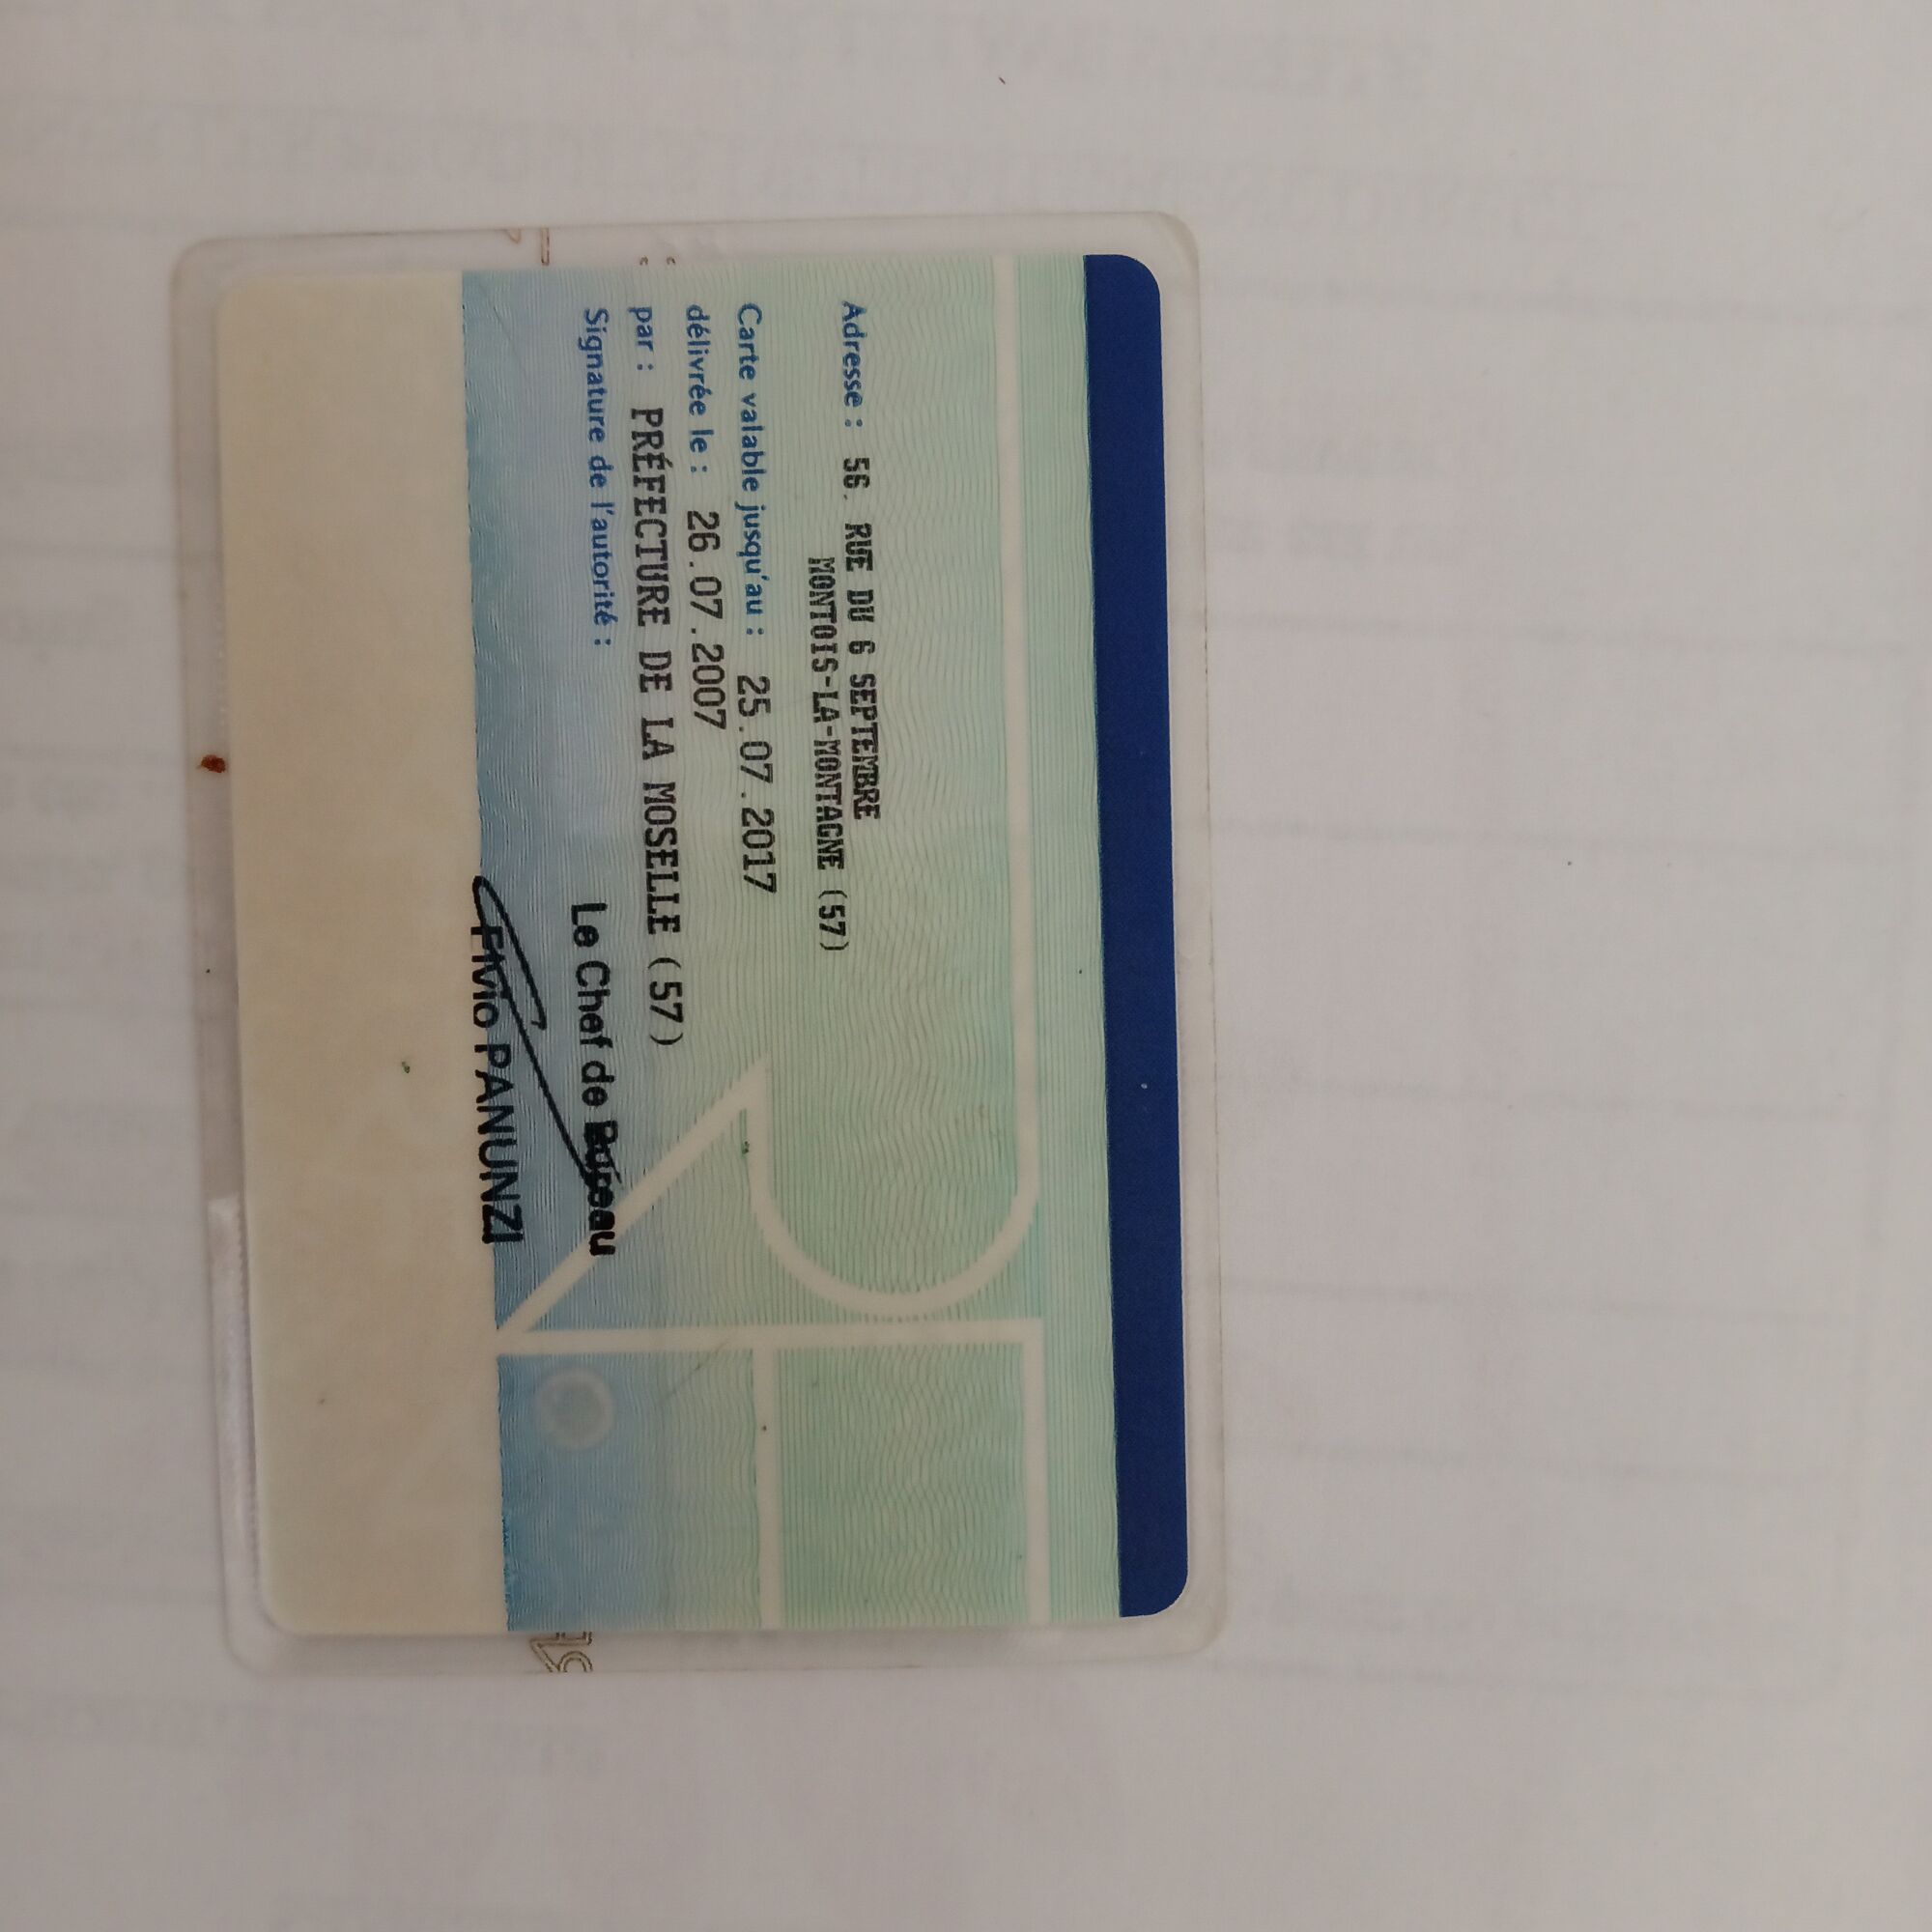 Adresse : 56, RUE DU 6 SEPTEMBRE
MONTOIS-LA-MONTAGNE (57)
Carte valable jusqu'au : 25.07.2017
délivrée le : 26.07.2007
par : PRÉFECTURE DE LA MOSELLE (57)
Signature de l'autorité :
Le Chef de Bureau
PANUNZI